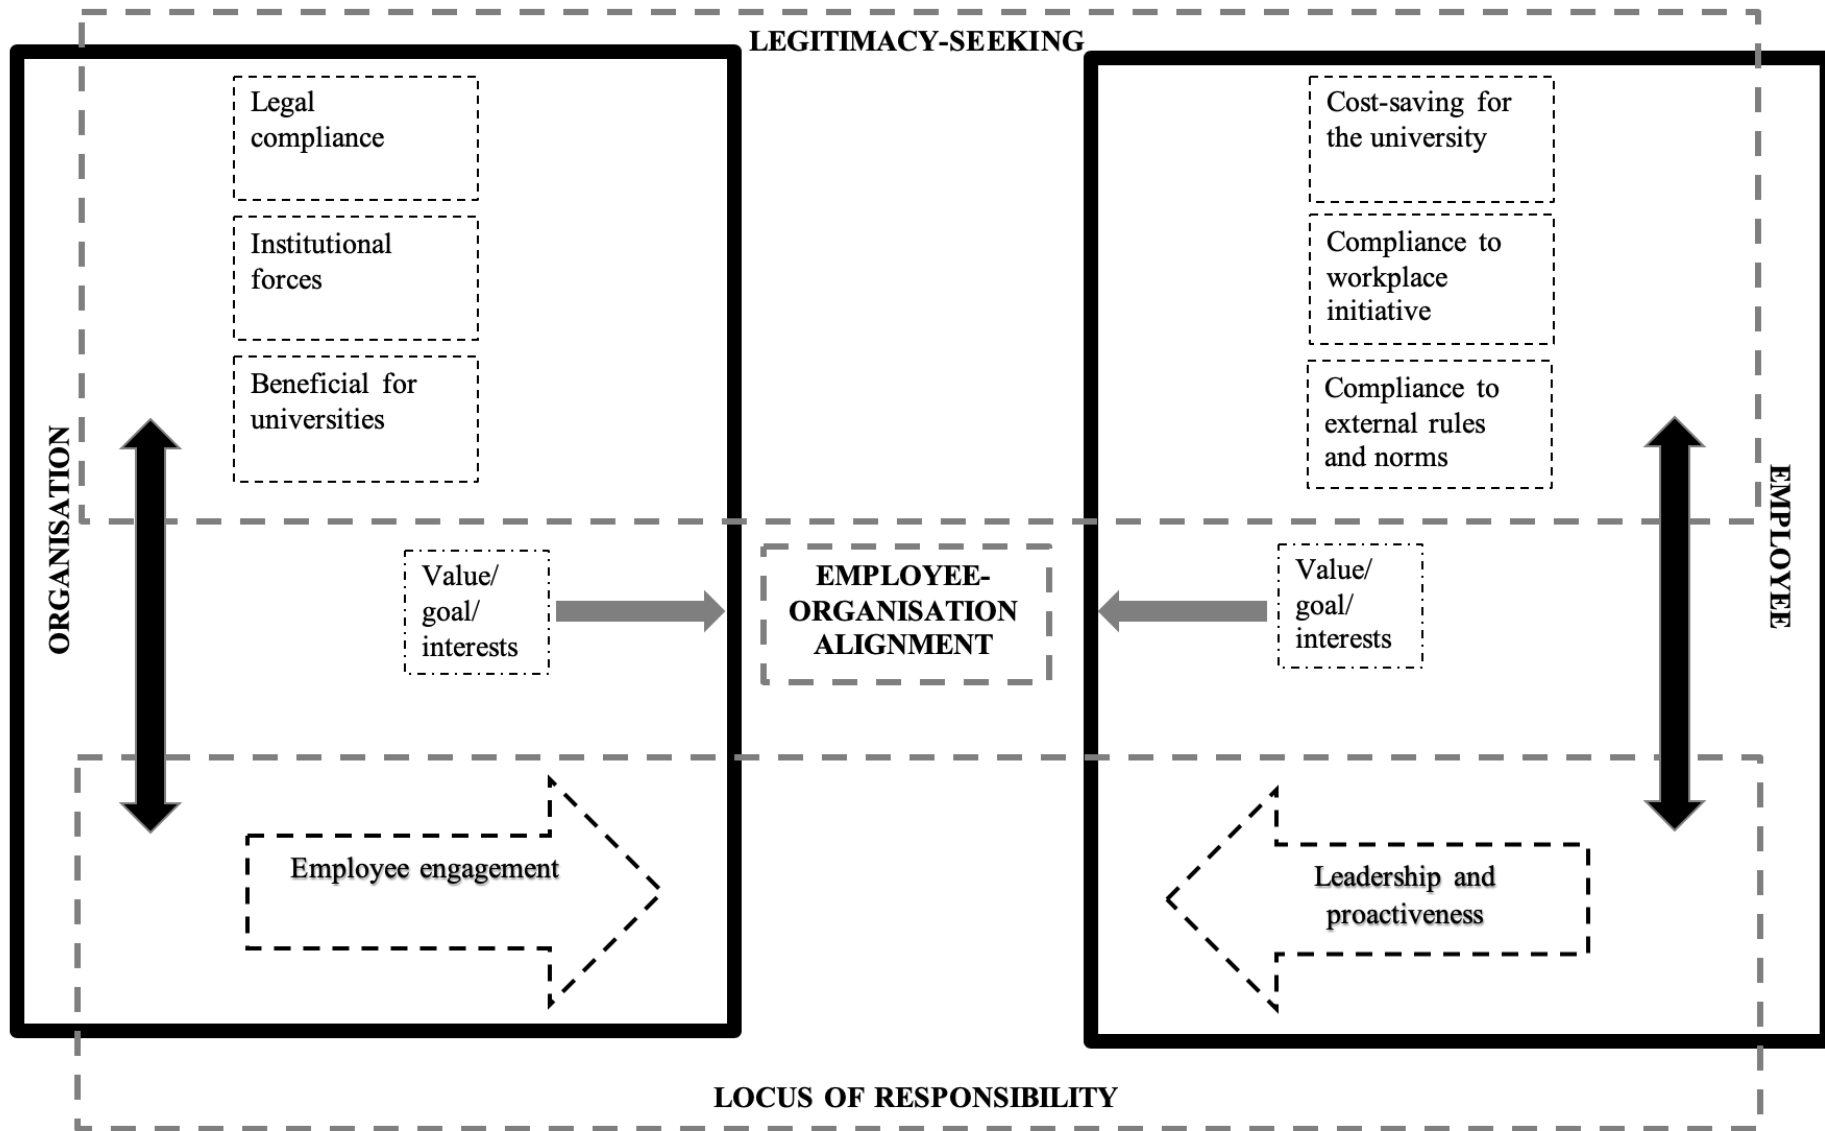 LEGITIMACY-SEEKING
ORGANISATION
Legal
compliance
Institutional
forces
Beneficial for
universities
Value/
goal/
interests
Employee engagement
EMPLOYEE-
ORGANISATION
ALIGNMENT
Cost-saving for
the university
Compliance to
workplace
initiative
Compliance to
external rules
and norms
Value/
goal/
interests
Leadership and
proactiveness
EMPLOYEE
LOCUS OF RESPONSIBILITY